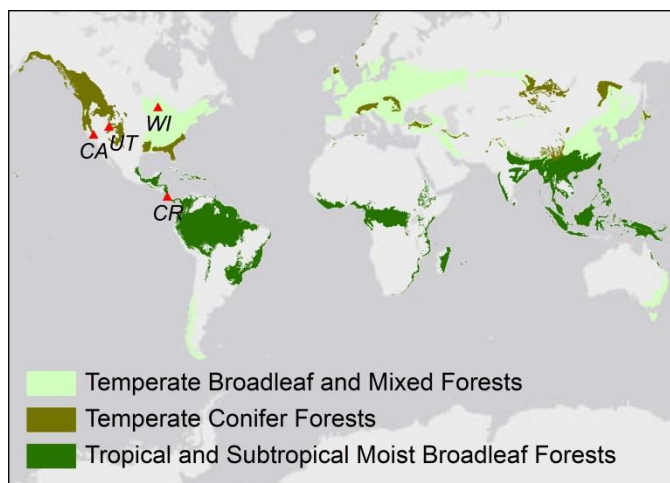 WI
CA
UT
CR
Temperate Broadleaf and Mixed Forests
Temperate Conifer Forests
Tropical and Subtropical Moist Broadleaf Forests